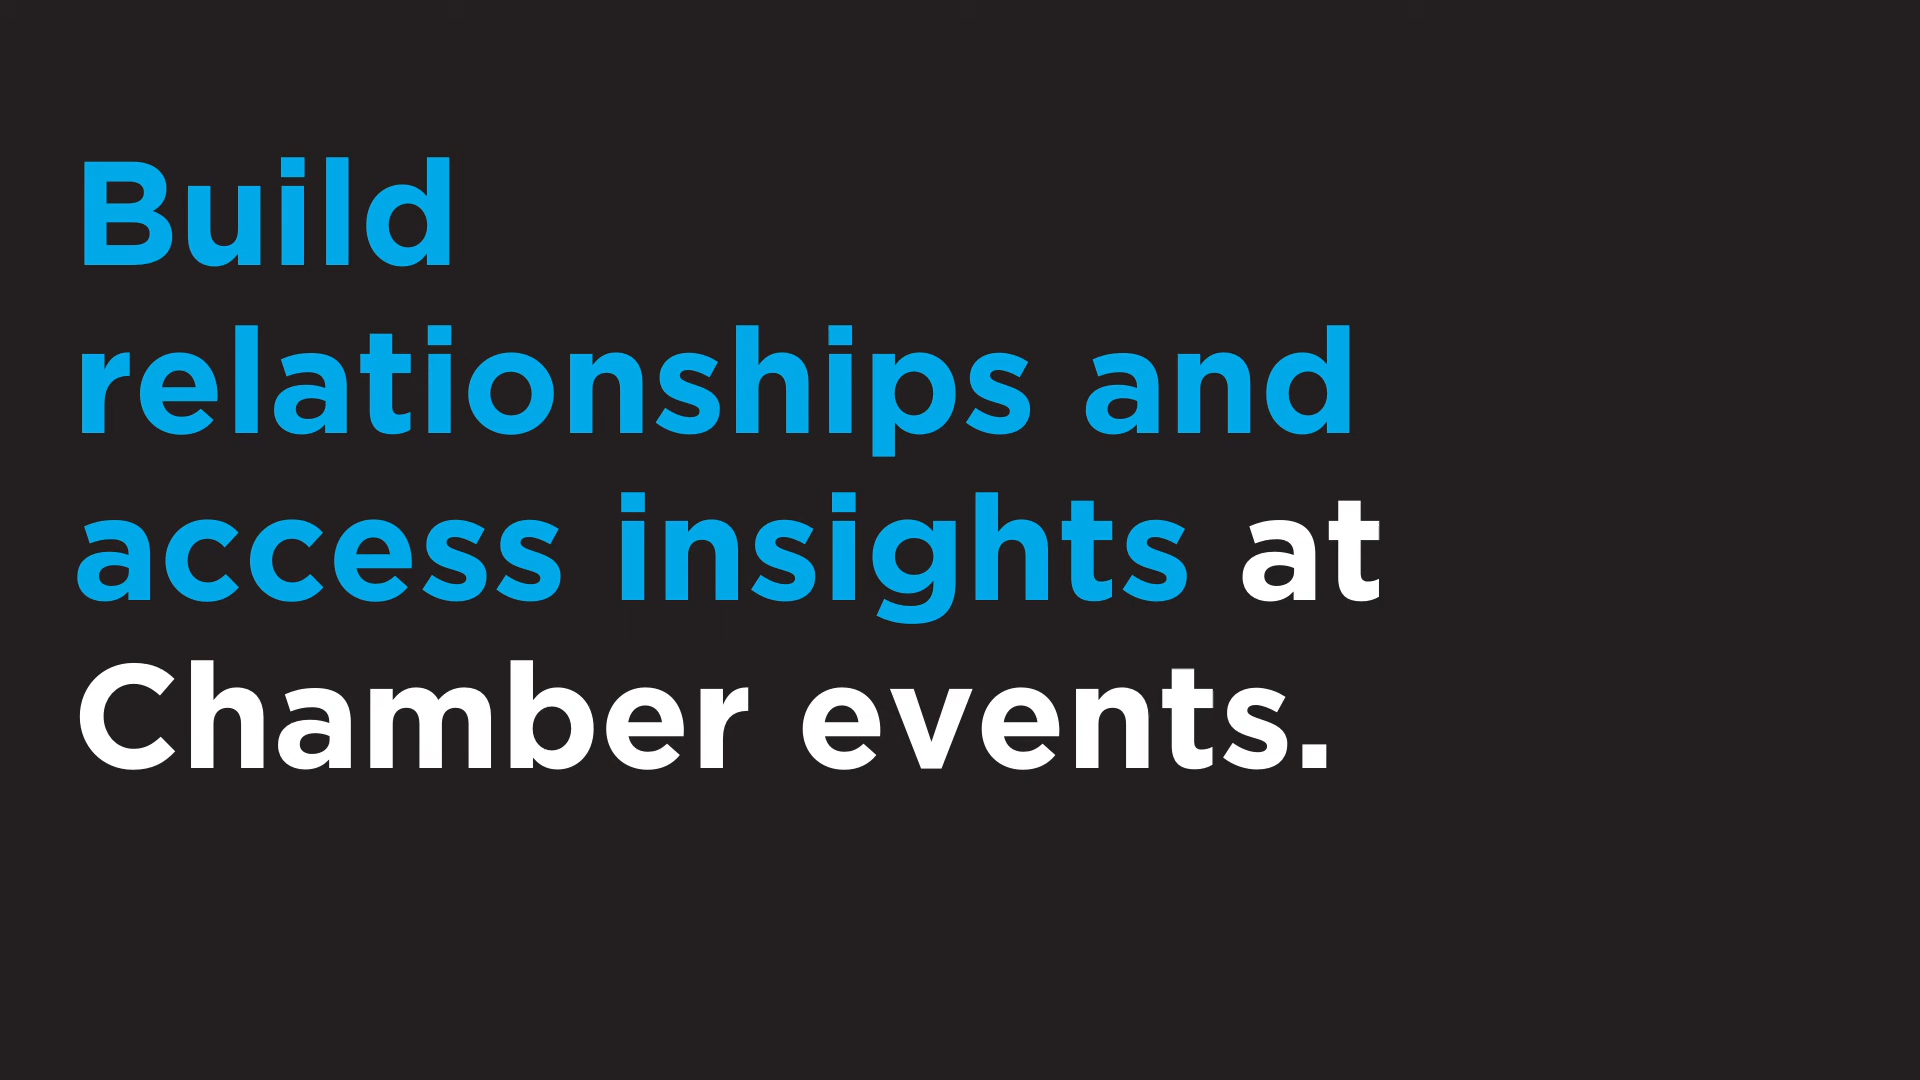 Build
relationships and
access insights at
Chamber events.